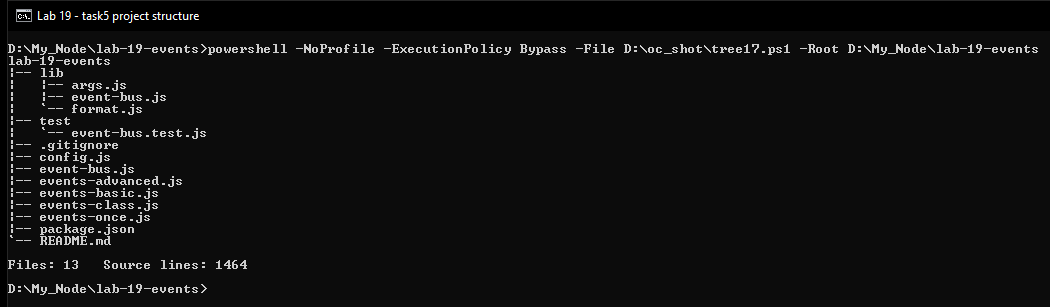 Lab 19 - task5 project structure
D:\My_Node\lab-19-events>powershell -NoProfile -ExecutionPolicy Bypass -File D:\oc_shot\tree17.ps1 -Root D:\My_Node\lab-19-events
lab-19-events
¦-- lib
¦   ¦-- args.js
¦   ¦-- event-bus.js
¦   `-- format.js
¦-- test
¦   `-- event-bus.test.js
¦-- .gitignore
¦-- config.js
¦-- event-bus.js
¦-- events-advanced.js
¦-- events-basic.js
¦-- events-class.js
¦-- events-once.js
¦-- package.json
`-- README.md
Files: 13   Source lines: 1464
D:\My_Node\lab-19-events>